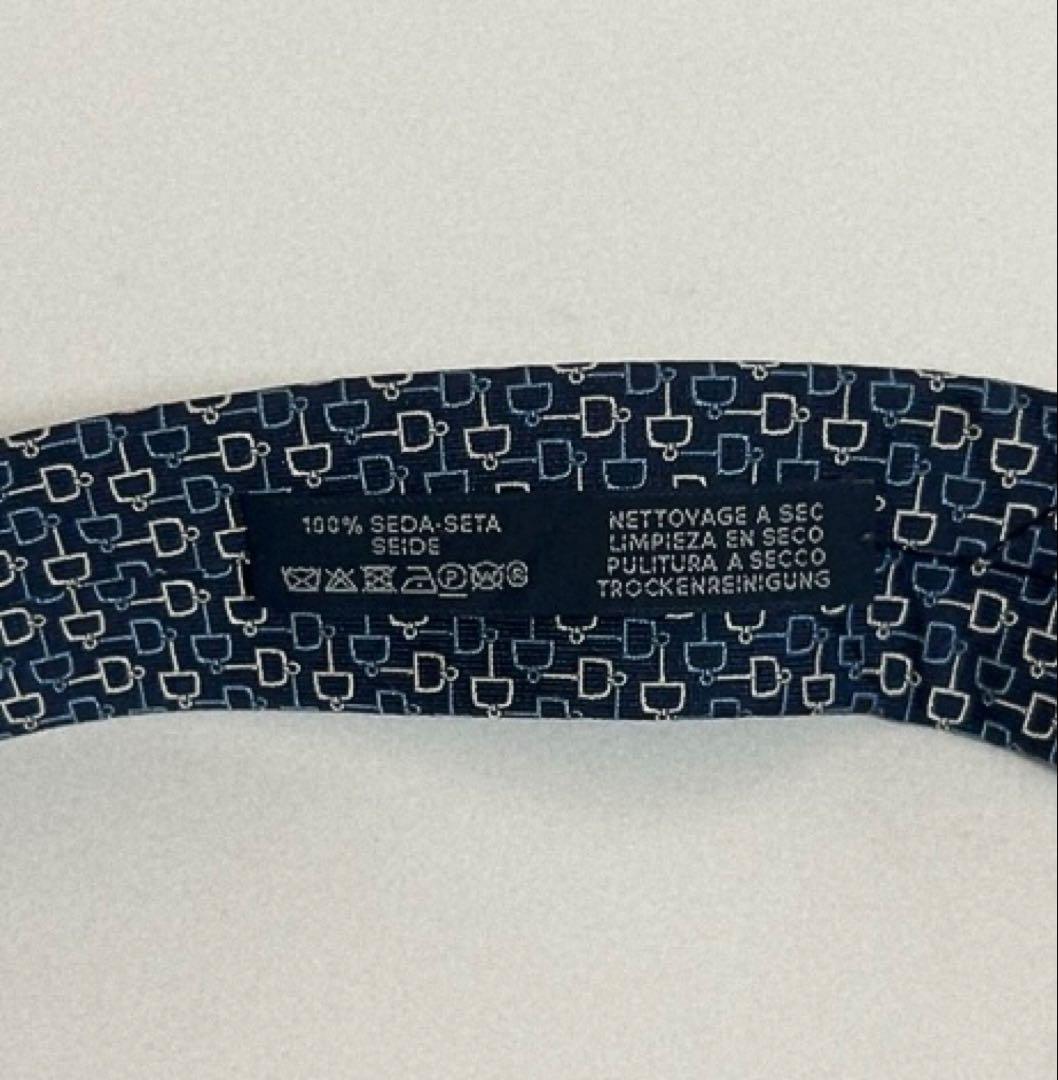 100% SEDA-SETA
SEIDE
P W R
NETTOYAGE A SEC
LIMPIEZA EN SECO
PULITURA A SECCO
TROCKENREINIGUNG